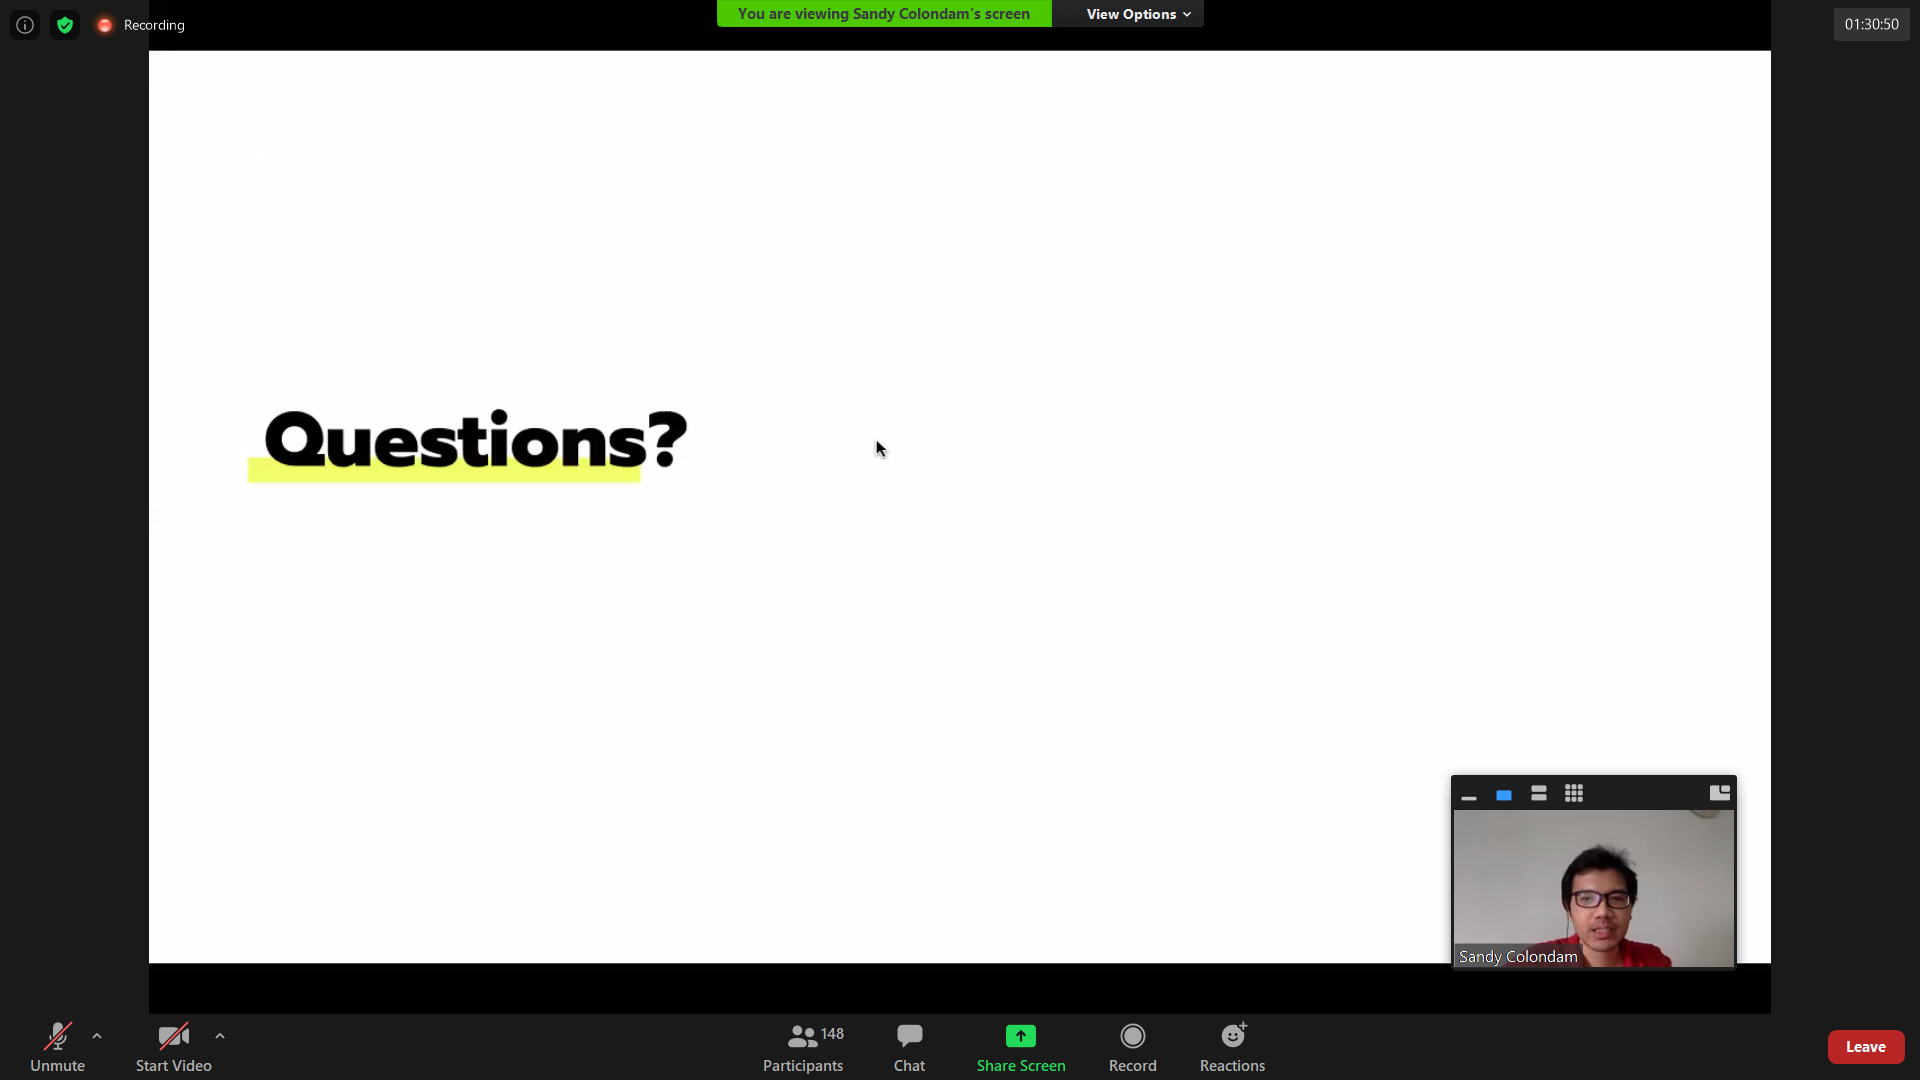 Recording
You are viewing Sandy Colondam's screen
View Options
01:30:50
Questions?
Sandy Colondam
Unmute
Start Video
148
Participants
Chat
Share Screen
Record
Reactions
Leave